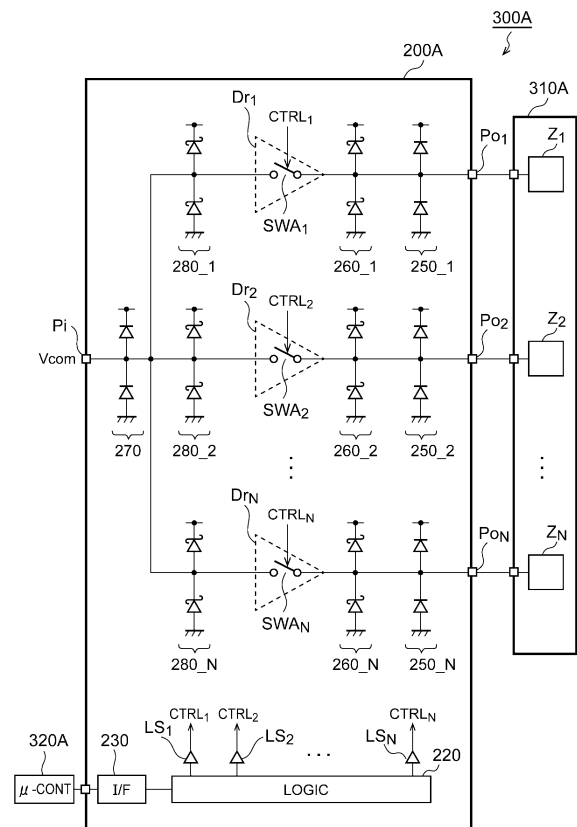 300A
200A
310A
Dr1
CTRL1
Po1
Z1
SWA1
280_1
260_1
250_1
Dr2
CTRL2
Po2
Z2
Pi
Vcom
SWA2
270
280_2
260_2
250_2
⋮
⋮
DrN
CTRLN
PoN
ZN
SWAN
280_N
260_N
250_N
CTRL1
CTRL2
CTRLN
LS1
LS2
...
LSN
320A
230
220
μ-CONT
I/F
LOGIC